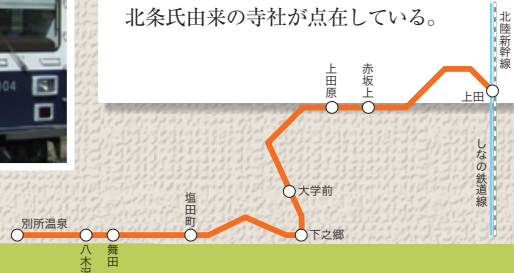 北条氏由来の寺社が点在している。
004
北陸新幹線
上田
赤坂上
上田原
しなの鉄道線
大学前
下之郷
塩田町
舞田
八木沢
別所温泉